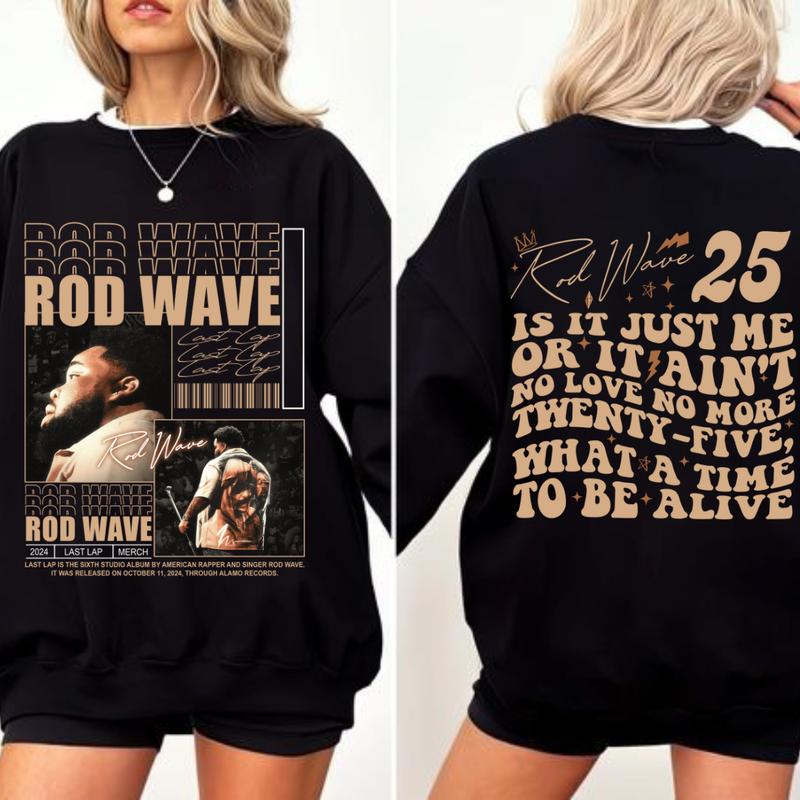 ROD WAVE
ROD WAVE
ROD WAVE
ROD WAVE
Last Lap
Last Lap
Last Lap
Rod Wave
ROD WAVE
ROD WAVE
ROD WAVE
ROD WAVE
2024 LAST LAP MERCH
LAST LAP IS THE SIXTH STUDIO ALBUM BY AMERICAN RAPPER AND SINGER ROD WAVE.
IT WAS RELEASED ON OCTOBER 11, 2024, THROUGH ALAMO RECORDS.
Rod Wave 25
IS IT JUST ME
OR IT AIN'T
NO LOVE NO MORE
TWENTY-FIVE,
WHAT A TIME
TO BE ALIVE